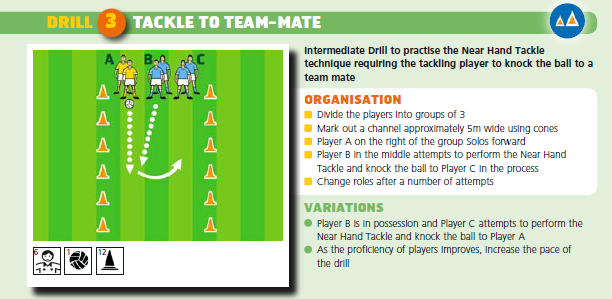 DRILL 3 TACKLE TO TEAM-MATE
A B C
6 1 12
Intermediate Drill to practise the Near Hand Tackle
technique requiring the tackling player to knock the ball to a
team mate
ORGANISATION
Divide the players into groups of 3
Mark out a channel approximately 5m wide using cones
Player A on the right of the group Solos forward
Player B in the middle attempts to perform the Near Hand
Tackle and knock the ball to Player C in the process
Change roles after a number of attempts
VARIATIONS
Player B is in possession and Player C attempts to perform the
Near Hand Tackle and knock the ball to Player A
As the proficiency of players improves, increase the pace of
the drill